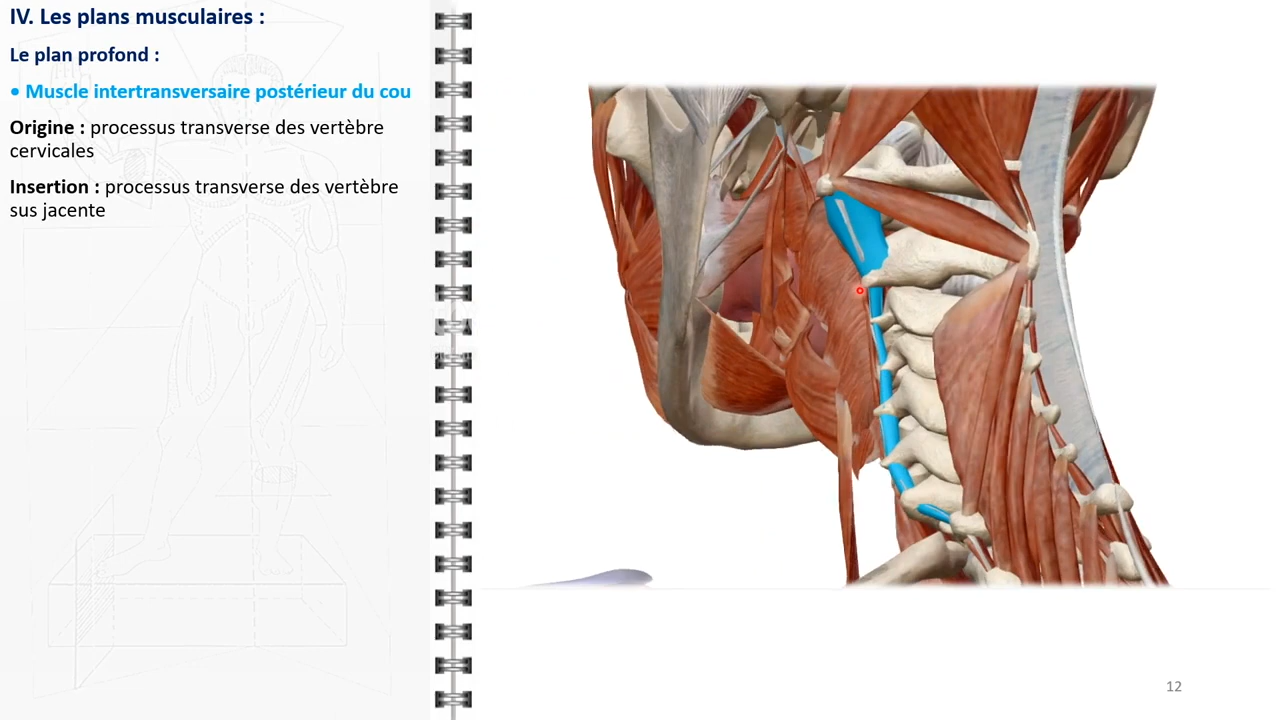 IV. Les plans musculaires :
Le plan profond :
• Muscle intertransversaire postérieur du cou
Origine : processus transverse des vertèbre
cervicales
Insertion : processus transverse des vertèbre
sus jacente
12